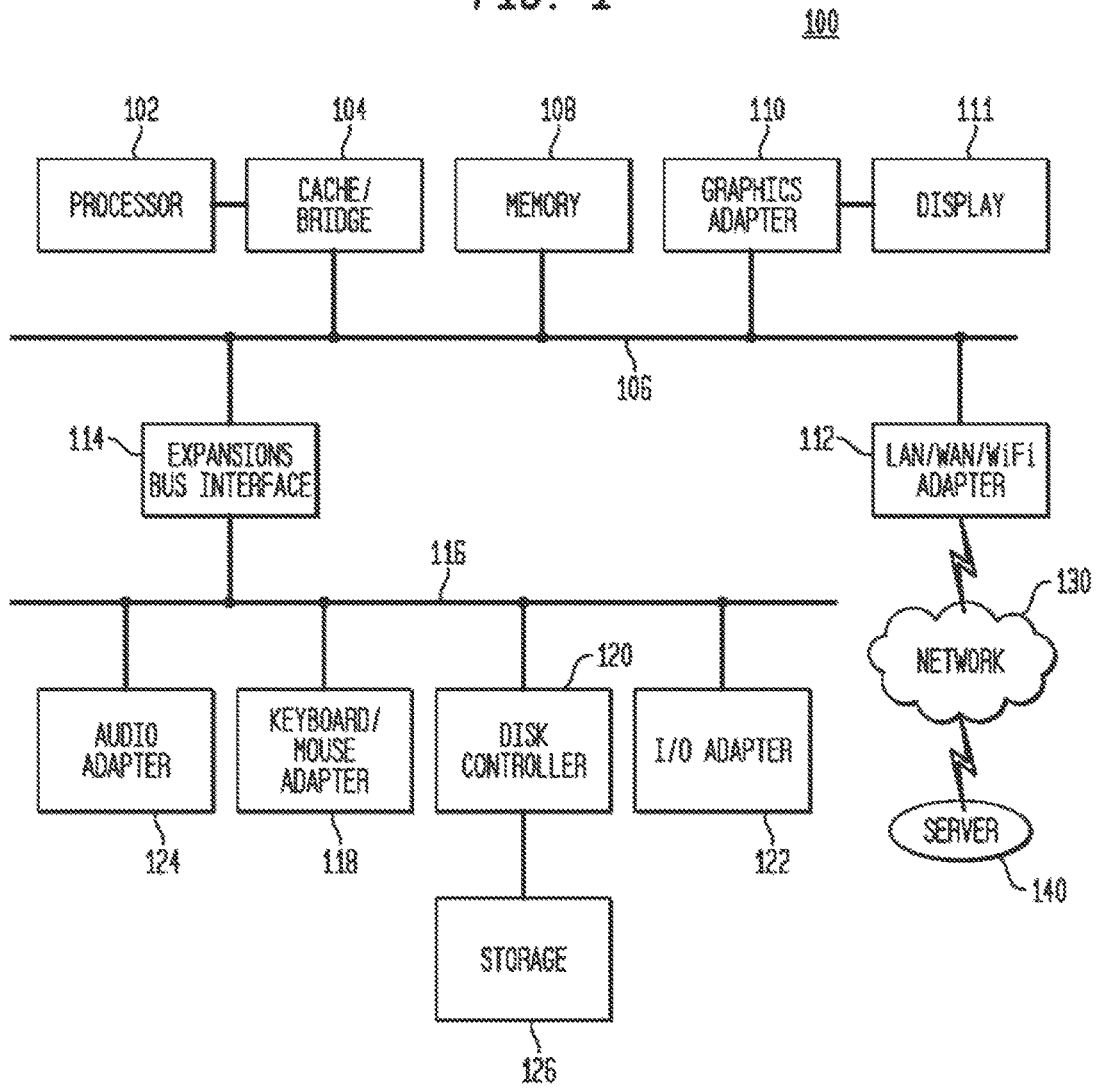 FIG. 1
100
102
104
108
110
111
PROCESSOR
CACHE/
BRIDGE
MEMORY
GRAPHICS
ADAPTER
DISPLAY
106
114
EXPANSIONS
BUS INTERFACE
112
LAN/WAN/WiFi
ADAPTER
116
130
NETWORK
120
AUDIO
ADAPTER
KEYBOARD/
MOUSE
ADAPTER
DISK
CONTROLLER
I/O ADAPTER
SERVER
124
118
122
140
STORAGE
126